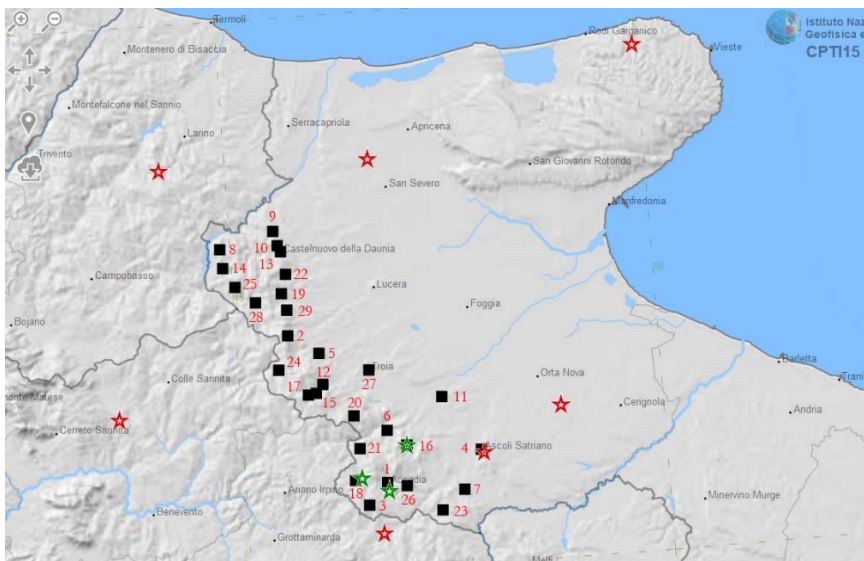 Termoli
Rodi Garganico
Istituto Naz
Geofisica e
CPTI15
Montenero di Bisaccia
Vieste
Montefalcone nel Sannio
Serracapriola
Apricena
Larino
Trivento
San Giovanni Rotondo
San Severo
Manfredonia
9
8
10
Castelnuovo della Daunia
13
14
22
Campobasso
25
19
Lucera
28
29
Foggia
Bojano
2
5
24
12
Troia
27
Barletta
Trani
Colle Sannita
17
15
Orta Nova
11
Cerignola
Andria
monte Matese
20
6
Cerreto Sannita
16
4
Ascoli Satriano
21
1
Accadia
18
26
7
Ariano Irpino
3
23
Minervino Murge
Benevento
Grottaminarda
Melfi